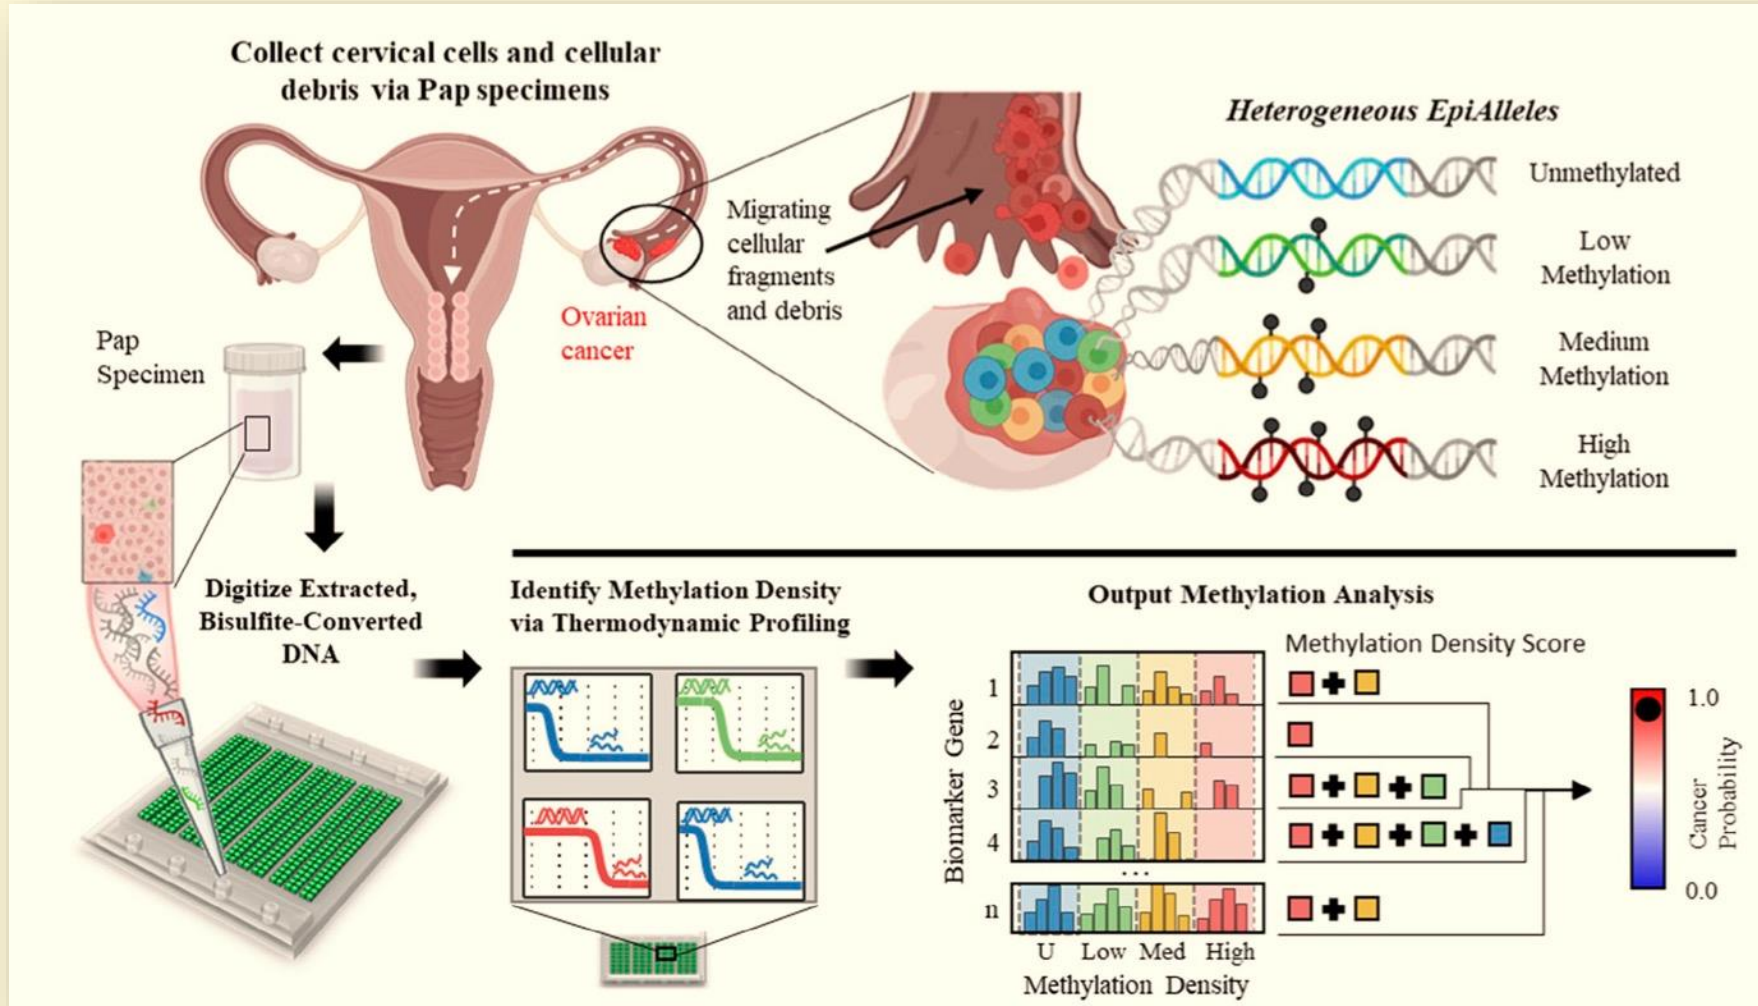 Collect cervical cells and cellular
debris via Pap specimens
Heterogeneous EpiAlleles
Unmethylated
Low
Methylation
Medium
Methylation
High
Methylation
Migrating
cellular
fragments
and debris
Ovarian
cancer
Pap
Specimen
Digitize Extracted,
Bisulfite-Converted
DNA
Identify Methylation Density
via Thermodynamic Profiling
Output Methylation Analysis
Methylation Density Score
Biomarker Gene
1
2
3
4
...
n
U Low Med High
Methylation Density
1.0
0.0
Cancer
Probability